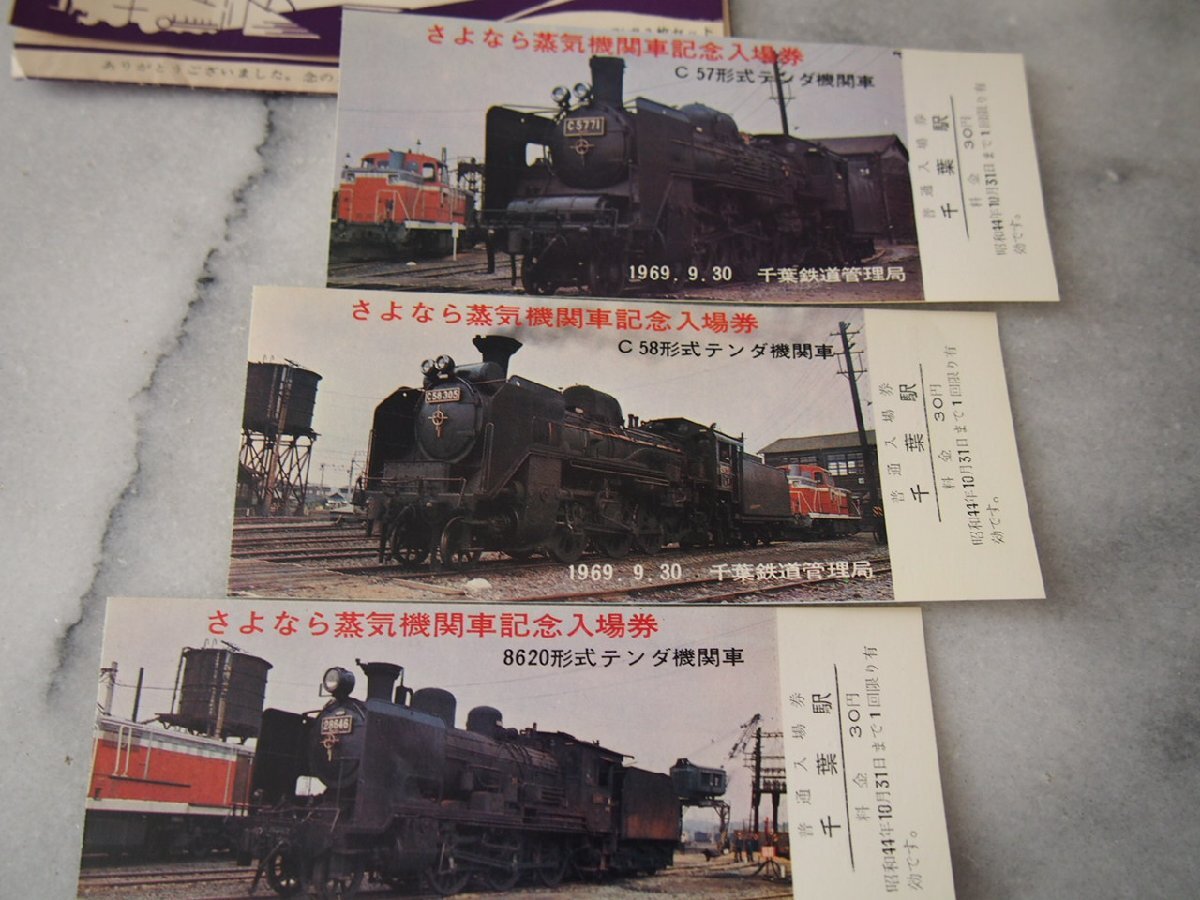 ありがとうございました。念の
さよなら蒸気機関車記念入場券
C 57形式テンダ機関車
C5771
1969.9.30 千葉鉄道管理局
普通入場券
千葉駅
料金 30円
昭和44年10月31日まで1回限り有
効です。
さよなら蒸気機関車記念入場券
C 58形式テンダ機関車
C58305
1969.9.30 千葉鉄道管理局
普通入場券
千葉駅
料金 30円
昭和44年10月31日まで1回限り有
効です。
さよなら蒸気機関車記念入場券
8620形式テンダ機関車
28646
普通入場券
千葉駅
料金 30円
昭和44年10月31日まで1回限り有
効です。